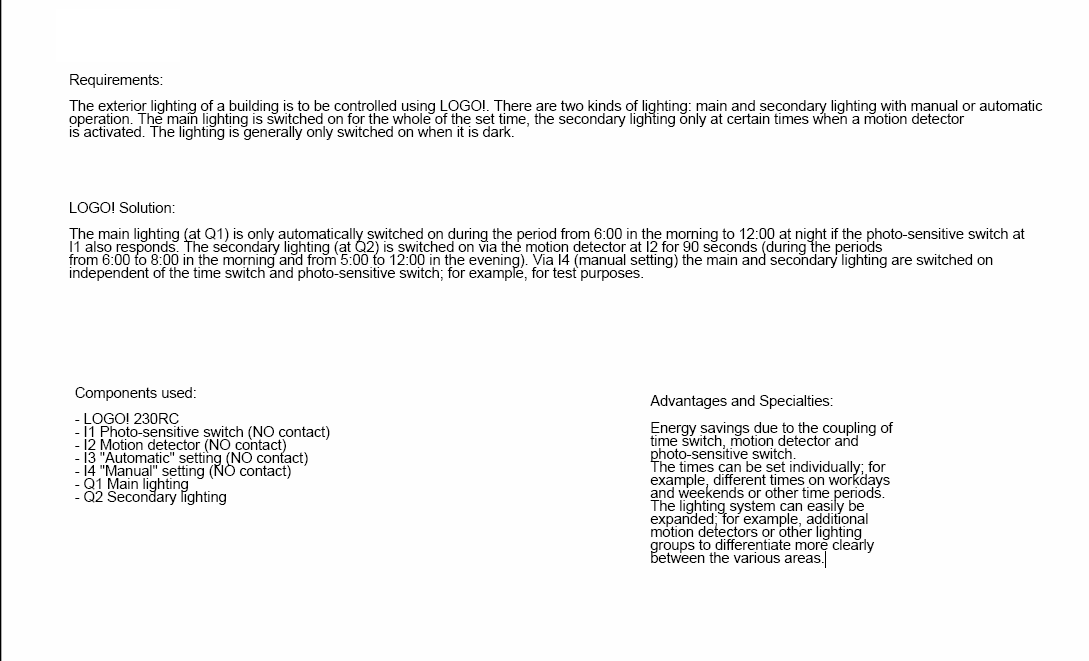 Requirements:
The exterior lighting of a building is to be controlled using LOGO!. There are two kinds of lighting: main and secondary lighting with manual or automatic
operation. The main lighting is switched on for the whole of the set time, the secondary lighting only at certain times when a motion detector
is activated. The lighting is generally only switched on when it is dark.
LOGO! Solution:
The main lighting (at Q1) is only automatically switched on during the period from 6:00 in the morning to 12:00 at night if the photo-sensitive switch at
I1 also responds. The secondary lighting (at Q2) is switched on via the motion detector at I2 for 90 seconds (during the periods
from 6:00 to 8:00 in the morning and from 5:00 to 12:00 in the evening). Via I4 (manual setting) the main and secondary lighting are switched on
independent of the time switch and photo-sensitive switch; for example, for test purposes.
Components used:
- LOGO! 230RC
- I1 Photo-sensitive switch (NO contact)
- I2 Motion detector (NO contact)
- I3 "Automatic" setting (NO contact)
- I4 "Manual" setting (NO contact)
- Q1 Main lighting
- Q2 Secondary lighting
Advantages and Specialties:
Energy savings due to the coupling of
time switch, motion detector and
photo-sensitive switch.
The times can be set individually; for
example, different times on workdays
and weekends or other time periods.
The lighting system can easily be
expanded; for example, additional
motion detectors or other lighting
groups to differentiate more clearly
between the various areas.